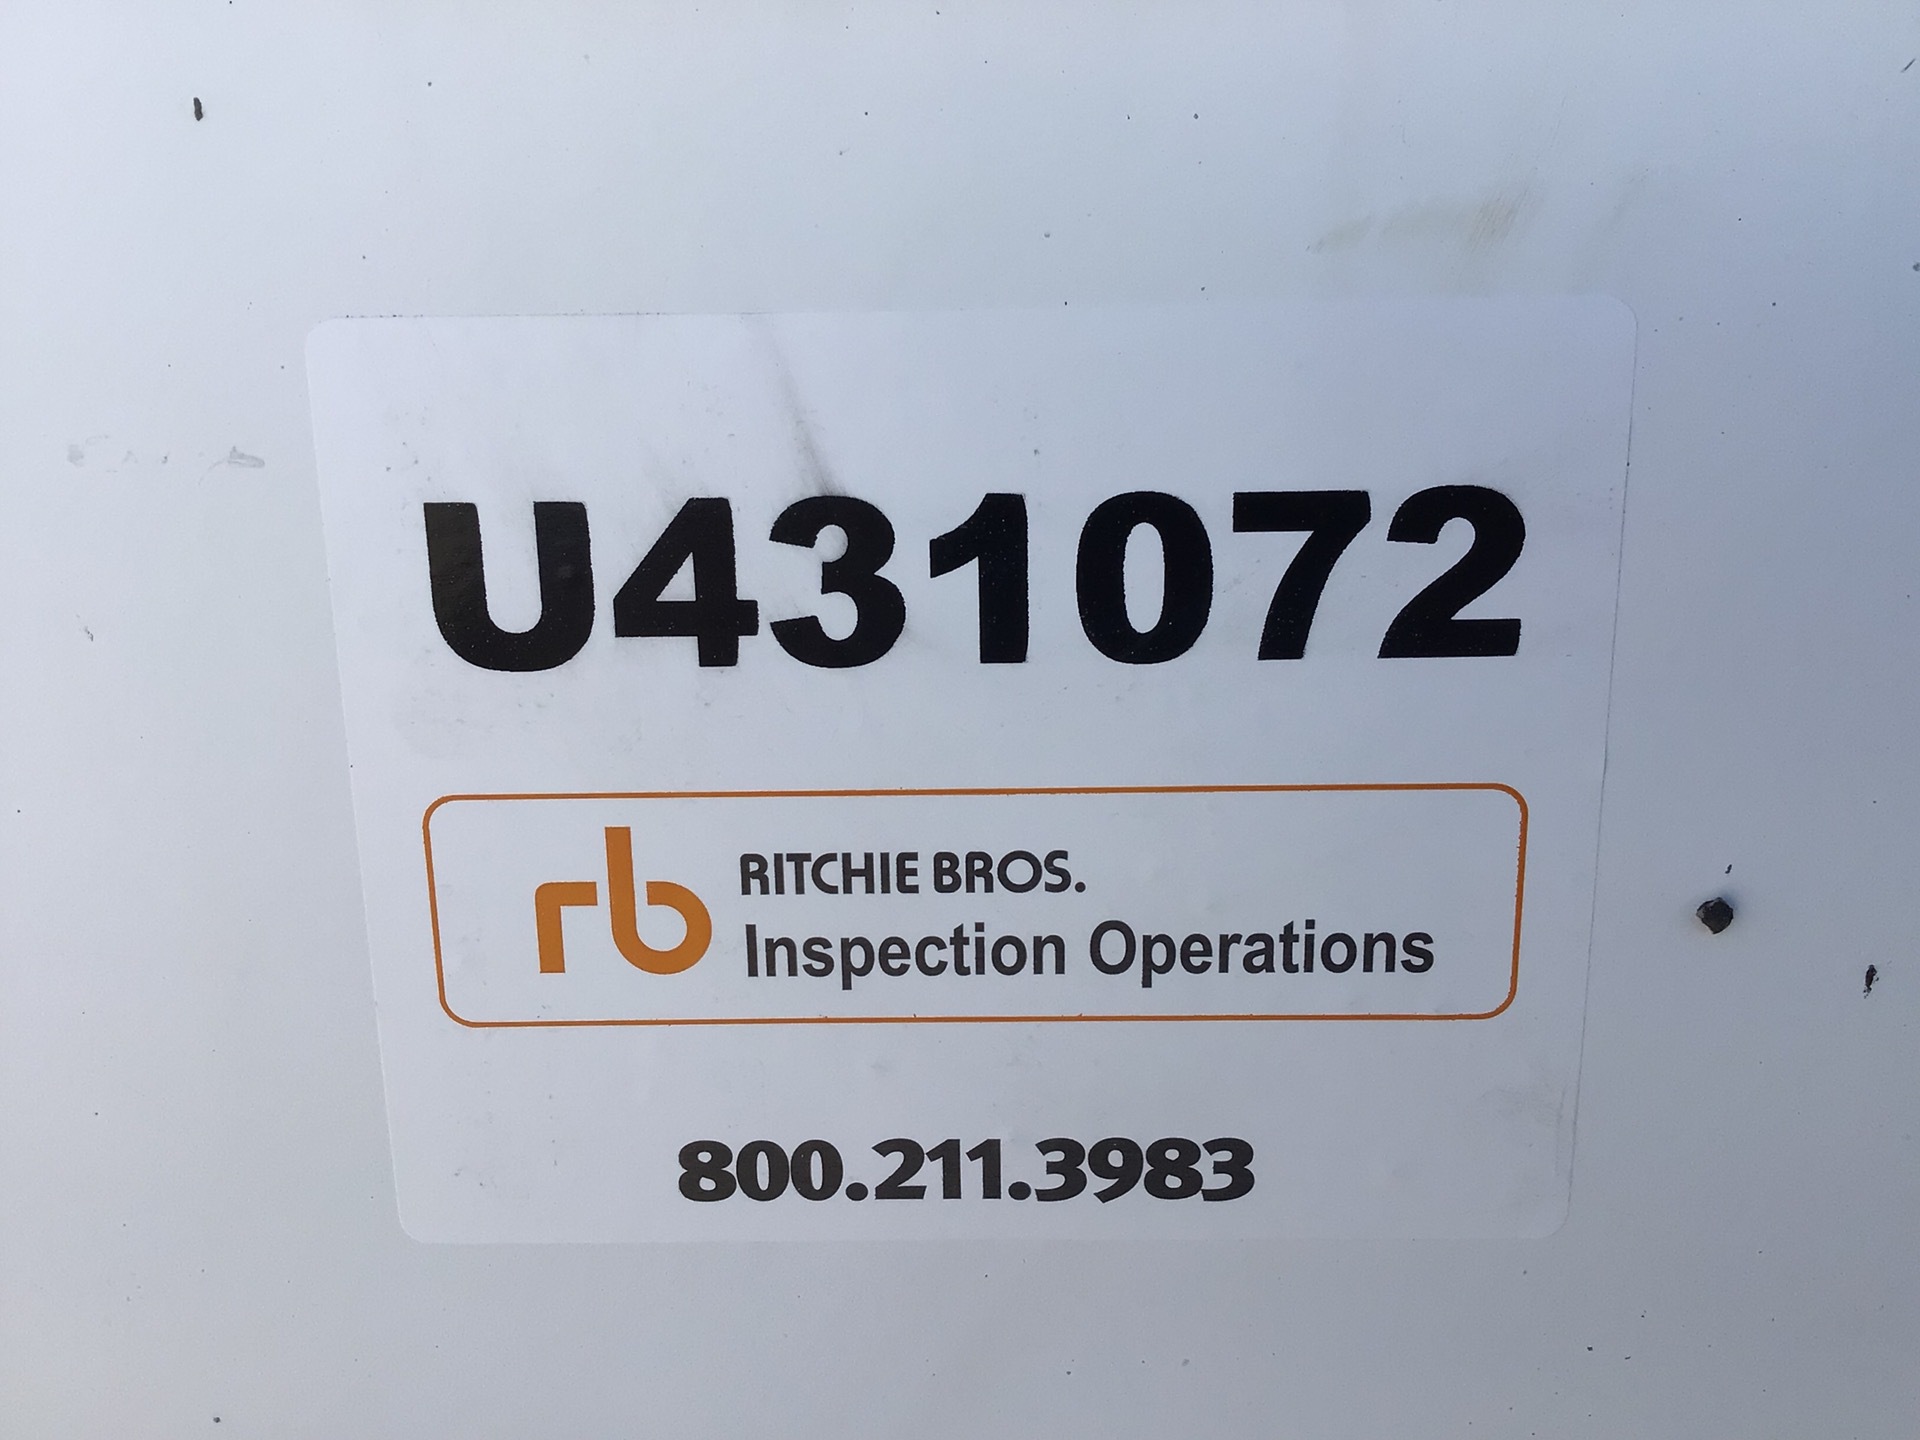 U431072
rb RITCHIE BROS.
Inspection Operations
800.211.3983